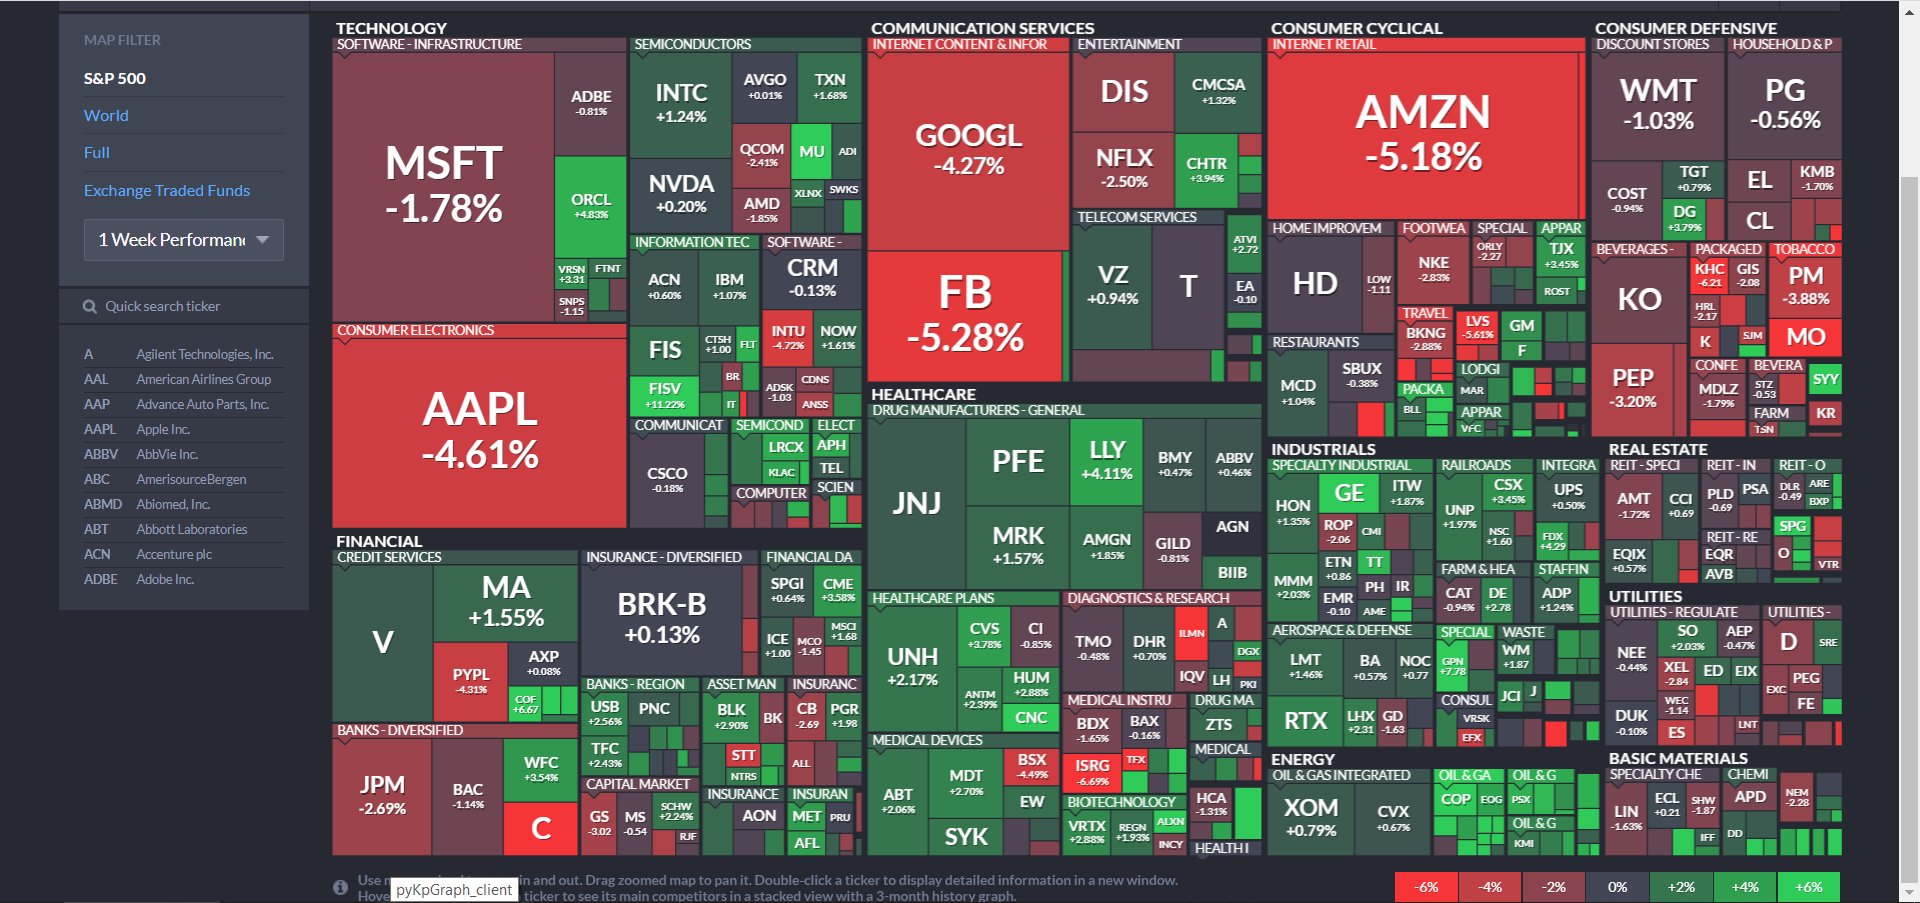 MAP FILTER
S&P 500
World
Full
Exchange Traded Funds
1 Week Performanc
Quick search ticker
A Agilent Technologies, Inc.
AAL American Airlines Group
AAP Advance Auto Parts, Inc.
AAPL Apple Inc.
ABBV AbbVie Inc.
ABC AmerisourceBergen
ABMD Abiomed, Inc.
ABT Abbott Laboratories
ACN Accenture plc
ADBE Adobe Inc.
TECHNOLOGY
SOFTWARE - INFRASTRUCTURE
MSFT
-1.78%
ADBE
-0.81%
ORCL
+4.83%
VRSN
+3.31
FTNT
SNPS
-1.15
CONSUMER ELECTRONICS
AAPL
-4.61%
SEMICONDUCTORS
INTC
+1.24%
AVGO
+0.01%
TXN
+1.68%
NVDA
+0.20%
QCOM
-2.41%
MU
ADI
AMD
-1.85%
XLNX
SWKS
INFORMATION TEC
ACN
+0.60%
IBM
+1.07%
FIS
CTSH
+1.00
FLT
FISV
+11.22%
BR
IT
SOFTWARE -
CRM
-0.13%
INTU
-4.72%
NOW
+1.61%
ADSK
-1.03
CDNS
ANSS
COMMUNICAT
CSCO
-0.18%
SEMICOND
LRCX
KLAC
ELECT
APH
TEL
COMPUTER
SCIEN
COMMUNICATION SERVICES
INTERNET CONTENT & INFOR
GOOGL
-4.27%
FB
-5.28%
ENTERTAINMENT
DIS
CMCSA
+1.32%
NFLX
-2.50%
CHTR
+3.94%
TELECOM SERVICES
VZ
+0.94%
T
ATVI
+2.72
EA
-0.10
CONSUMER CYCLICAL
INTERNET RETAIL
AMZN
-5.18%
HOME IMPROVEM
HD
LOW
-1.11
FOOTWEA
NKE
-2.83%
SPECIAL
ORLY
-2.27
APPAR
TJX
+3.45%
ROST
RESTAURANTS
MCD
+1.04%
SBUX
-0.38%
TRAVEL
BKNG
-2.88%
LVS
-5.61%
GM
F
PACKA
BLL
LODGI
MAR
APPAR
VFC
CONSUMER DEFENSIVE
DISCOUNT STORES
WMT
-1.03%
COST
-0.94%
TGT
+0.79%
DG
+3.79%
HOUSEHOLD & P
PG
-0.56%
EL
KMB
-1.70%
CL
BEVERAGES -
KO
PEP
-3.20%
PACKAGED
KHC
-6.21
GIS
-2.08
HRL
-2.17
K
SJM
TOBACCO
PM
-3.88%
MO
CONFE
MDLZ
-1.79%
BEVERA
STZ
-0.53
SYY
FARM
TSN
KR
FINANCIAL
CREDIT SERVICES
V
MA
+1.55%
PYPL
-4.31%
AXP
+0.08%
COF
+6.67
BANKS - DIVERSIFIED
JPM
-2.69%
BAC
-1.14%
WFC
+3.54%
C
INSURANCE - DIVERSIFIED
BRK-B
+0.13%
FINANCIAL DA
SPGI
+0.64%
CME
+3.58%
ICE
+1.00
MCO
-1.45
MSCI
+1.68
BANKS - REGION
USB
+2.56%
PNC
TFC
+2.43%
ASSET MAN
BLK
+2.90%
BK
STT
NTRS
INSURANC
CB
-2.69
PGR
+1.98
ALL
CAPITAL MARKET
GS
-3.02
MS
-0.54
SCHW
+2.24%
RJF
INSURANCE
AON
INSURAN
MET
PRU
AFL
HEALTHCARE
DRUG MANUFACTURERS - GENERAL
JNJ
PFE
LLY
+4.11%
BMY
+0.47%
ABBV
+0.46%
MRK
+1.57%
AMGN
+1.85%
GILD
-0.81%
AGN
BIIB
HEALTHCARE PLANS
UNH
+2.17%
CVS
+3.78%
CI
-0.85%
ANTM
+2.39%
HUM
+2.88%
CNC
DIAGNOSTICS & RESEARCH
TMO
-0.48%
DHR
+0.70%
ILMN
A
DGX
IQV
LH
PKI
MEDICAL DEVICES
ABT
+2.06%
MDT
+2.70%
BSX
-4.49%
EW
SYK
MEDICAL INSTRU
BDX
-1.65%
BAX
-0.16%
ISRG
-6.69%
TFX
DRUG MA
ZTS
MEDICAL
HCA
-1.31%
BIOTECHNOLOGY
VRTX
+2.88%
REGN
+1.93%
ALXN
INCY
HEALTH I
INDUSTRIALS
SPECIALTY INDUSTRIAL
HON
+1.35%
GE
ITW
+1.87%
ROP
-2.06
CMI
MMM
+2.03%
ETN
+0.86
TT
EMR
-0.10
PH
IR
AME
RAILROADS
UNP
+1.97%
CSX
+3.45%
NSC
+1.60
INTEGRA
UPS
+0.50%
FDX
+4.29
FARM & HEA
CAT
-0.94%
DE
+2.78
STAFFIN
ADP
+1.24%
AEROSPACE & DEFENSE
LMT
+1.46%
BA
+0.57%
NOC
+0.77
RTX
LHX
+2.31
GD
-1.63
SPECIAL
GPN
+7.78
WASTE
WM
+1.87
CONSUL
VRSK
EFX
JCI
J
ENERGY
OIL & GAS INTEGRATED
XOM
+0.79%
CVX
+0.67%
OIL & GA
COP
EOG
OIL & G
PSX
OIL & G
KMI
REAL ESTATE
REIT - SPECI
AMT
-1.72%
CCI
+0.69
EQIX
+0.57%
REIT - IN
PLD
-0.69
PSA
REIT - O
DLR
-0.49
ARE
BXP
SPG
REIT - RE
EQR
AVB
O
VTR
UTILITIES
UTILITIES - REGULATE
NEE
-0.44%
SO
+2.03%
AEP
-0.47%
XEL
-2.84
ED
EIX
DUK
-0.10%
WEC
-1.14
ES
LNT
UTILITIES -
D
SRE
EXC
PEG
FE
BASIC MATERIALS
SPECIALTY CHE
LIN
-1.63%
ECL
+0.21
SHW
-1.87
IFF
CHEMI
APD
DD
NEM
-2.28
Use m in and out. Drag zoomed map to pan it. Double-click a ticker to display detailed information in a new window.
Hove ticker to see its main competitors in a stacked view with a 3-month history graph.
pyKpGraph_client
-6% -4% -2% 0% +2% +4% +6%